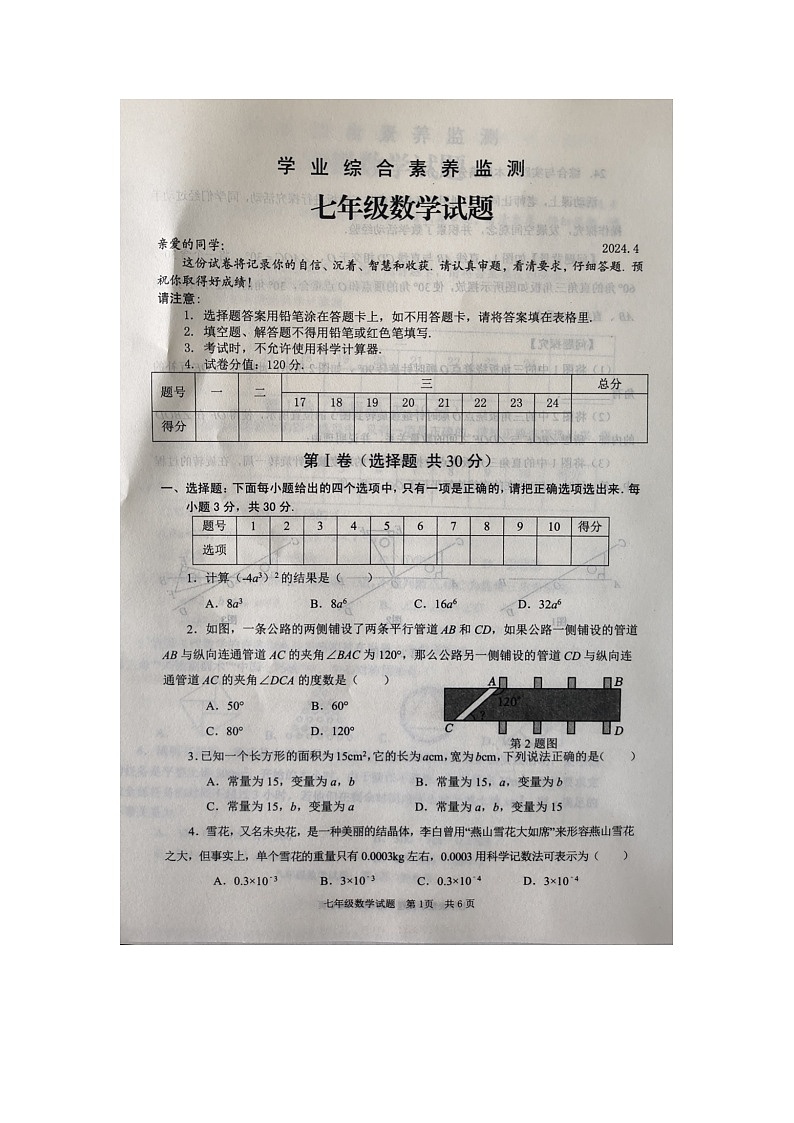 学业综合素养监测
七年级数学试题
亲爱的同学： 2024.4
这份试卷将记录你的自信、沉着、智慧和收获.请认真审题，看清要求，仔细答题.预
祝你取得好成绩！
请注意：
1. 选择题答案用铅笔涂在答题卡上，如不用答题卡，请将答案填在表格里.
2. 填空题、解答题不得用铅笔或红色笔填写.
3. 考试时，不允许使用科学计算器.
4. 试卷分值：120分.
题号 一 二 三 总分
17 18 19 20 21 22 23 24
得分
第Ⅰ卷（选择题 共30分）
一、选择题：下面每小题给出的四个选项中，只有一项是正确的，请把正确选项选出来.每
小题3分，共30分.
题号 1 2 3 4 5 6 7 8 9 10 得分
选项
1．计算（-4a³）²的结果是（ ）
A．8a³ B．8a⁶ C．16a⁶ D．32a⁶
2．如图，一条公路的两侧铺设了两条平行管道AB和CD，如果公路一侧铺设的管道
AB与纵向连通管道AC的夹角∠BAC为120°，那么公路另一侧铺设的管道CD与纵向连
通管道AC的夹角∠DCA的度数是（ ）
A．50° B．60°
C．80° D．120°
A B
120°
?
C D
第2题图
3．已知一个长方形的面积为15cm²，它的长为acm，宽为bcm，下列说法正确的是（ ）
A．常量为15，变量为a，b B．常量为15，a，变量为b
C．常量为15，b，变量为a D．常量为a，b，变量为15
4．雪花，又名未央花，是一种美丽的结晶体，李白曾用“燕山雪花大如席”来形容燕山雪花
之大，但事实上，单个雪花的重量只有0.0003kg左右，0.0003用科学记数法可表示为（ ）
A．0.3×10⁻³ B．3×10⁻³ C．0.3×10⁻⁴ D．3×10⁻⁴
七年级数学试题 第1页 共6页